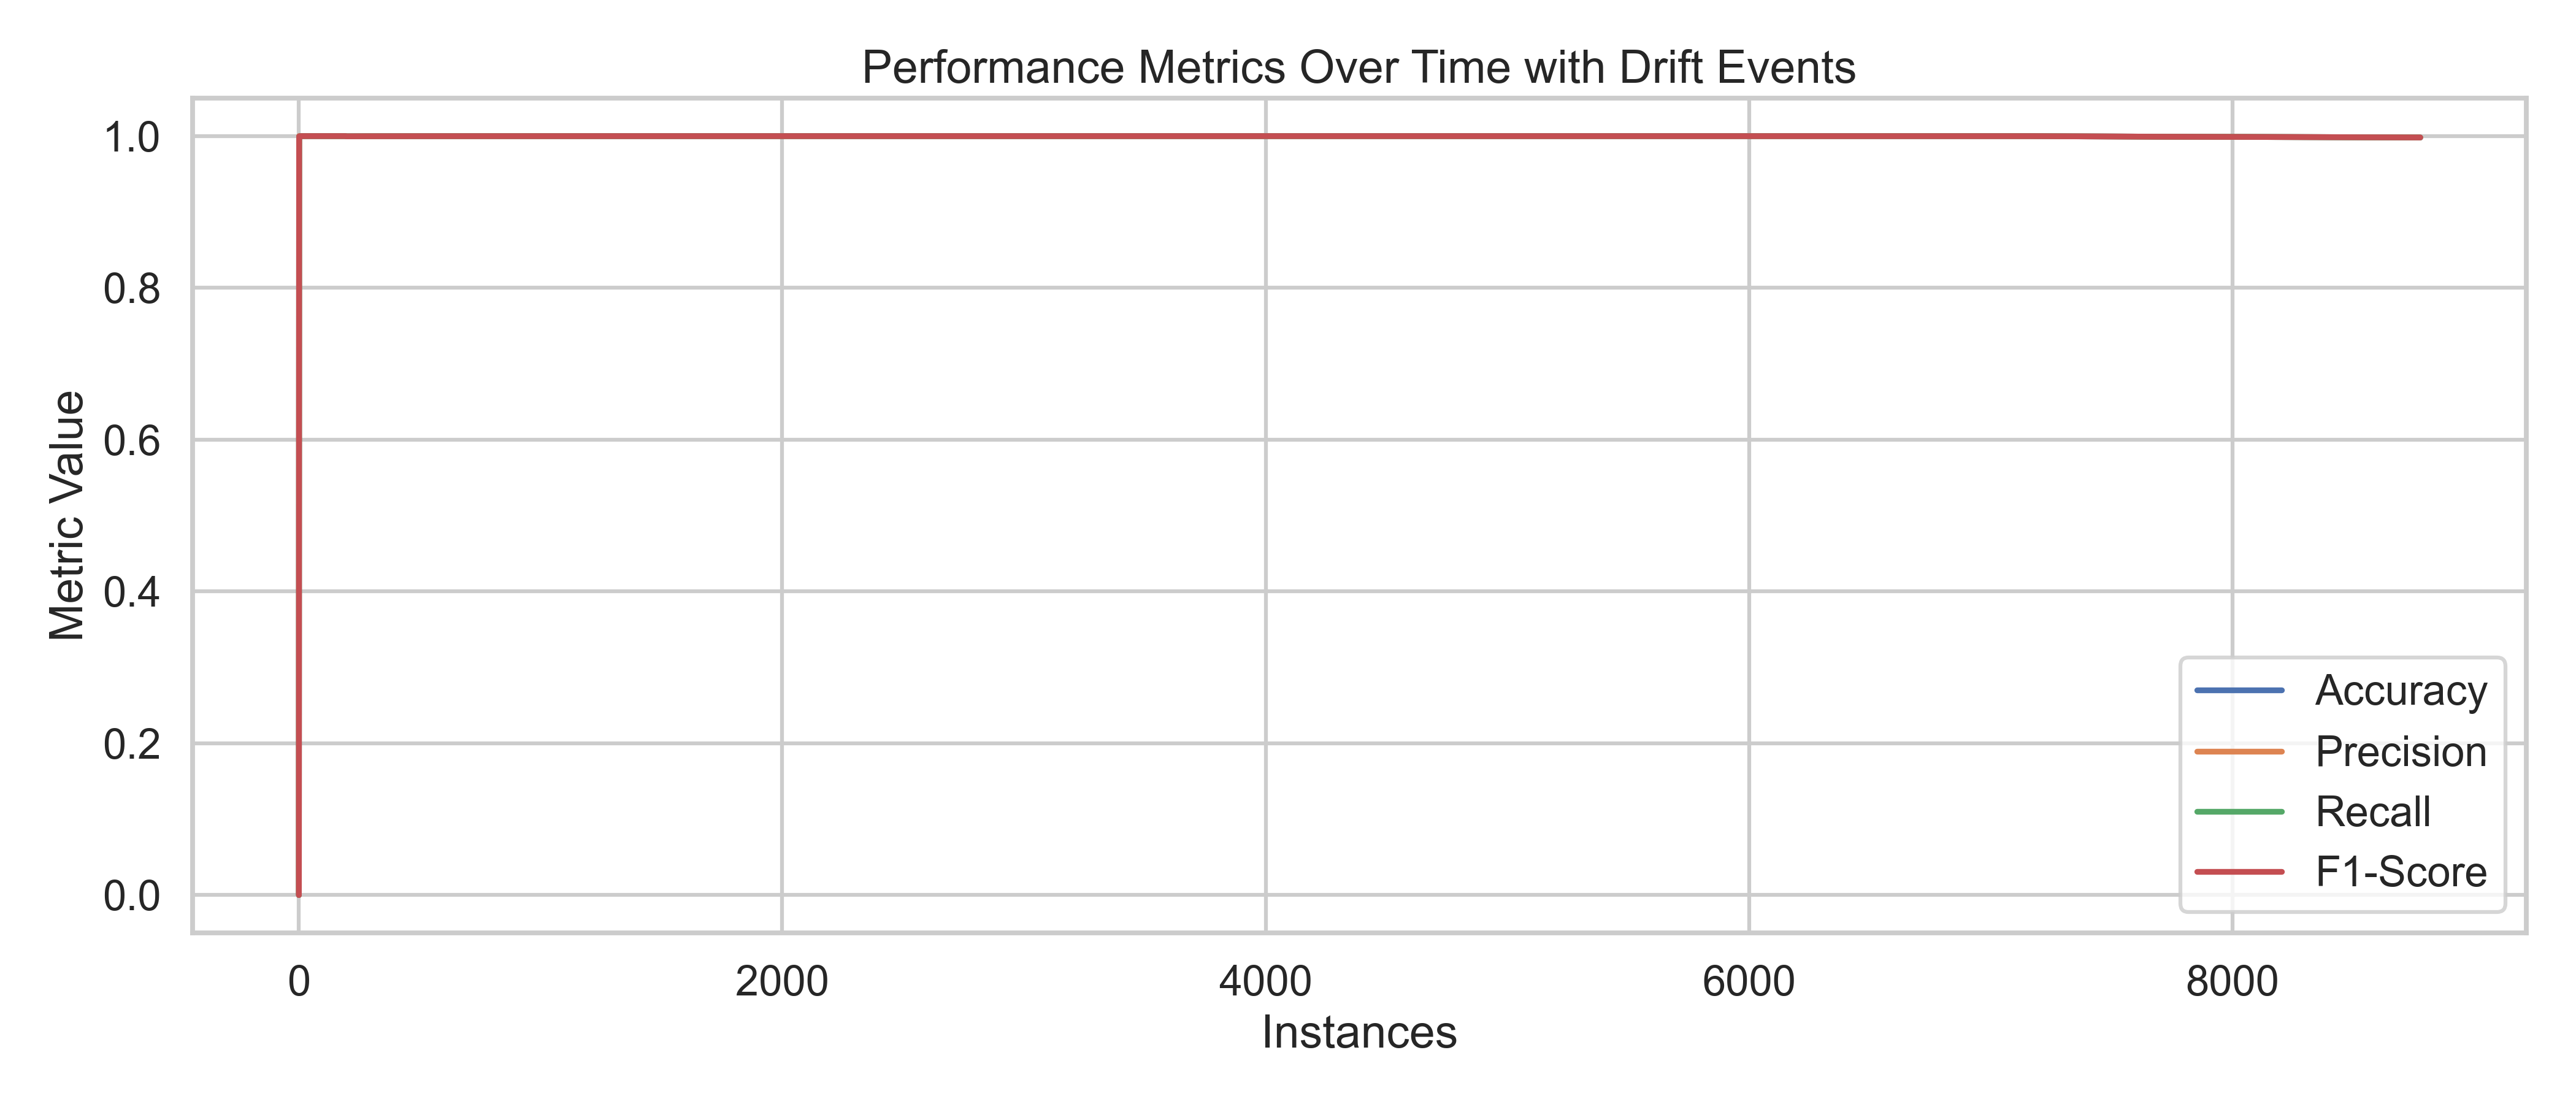 Performance Metrics Over Time with Drift Events
1.0
0.8
0.6
0.4
0.2
0.0
Metric Value
0 2000 4000 6000 8000
Instances
Accuracy
Precision
Recall
F1-Score